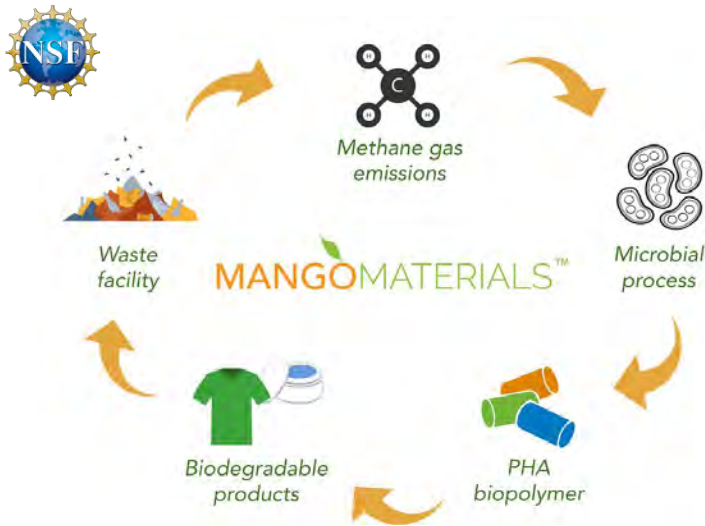 NSF
H
H
C
H
H
Methane gas
emissions
Waste
facility
MANGOMATERIALS™
Microbial
process
Biodegradable
products
PHA
biopolymer